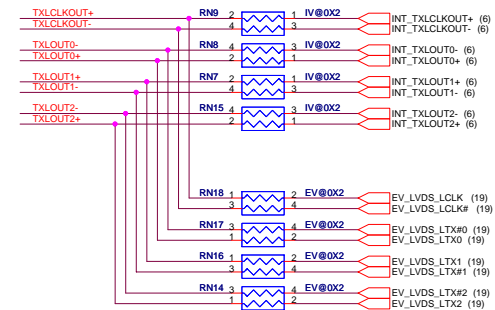 TXLCLKOUT+ RN9 2 1 IV@0X2 INT_TXLCLKOUT+ (6)
TXLCLKOUT- 4 3 INT_TXLCLKOUT- (6)
TXLOUT0- RN8 4 3 IV@0X2 INT_TXLOUT0- (6)
TXLOUT0+ 2 1 INT_TXLOUT0+ (6)
TXLOUT1+ RN7 2 1 IV@0X2 INT_TXLOUT1+ (6)
TXLOUT1- 4 3 INT_TXLOUT1- (6)
TXLOUT2- RN15 4 3 IV@0X2 INT_TXLOUT2- (6)
TXLOUT2+ 2 1 INT_TXLOUT2+ (6)
RN18 1 2 EV@0X2 EV_LVDS_LCLK (19)
3 4 EV_LVDS_LCLK# (19)
RN17 3 4 EV@0X2 EV_LVDS_LTX#0 (19)
1 2 EV_LVDS_LTX0 (19)
RN16 1 2 EV@0X2 EV_LVDS_LTX1 (19)
3 4 EV_LVDS_LTX#1 (19)
RN14 3 4 EV@0X2 EV_LVDS_LTX#2 (19)
1 2 EV_LVDS_LTX2 (19)